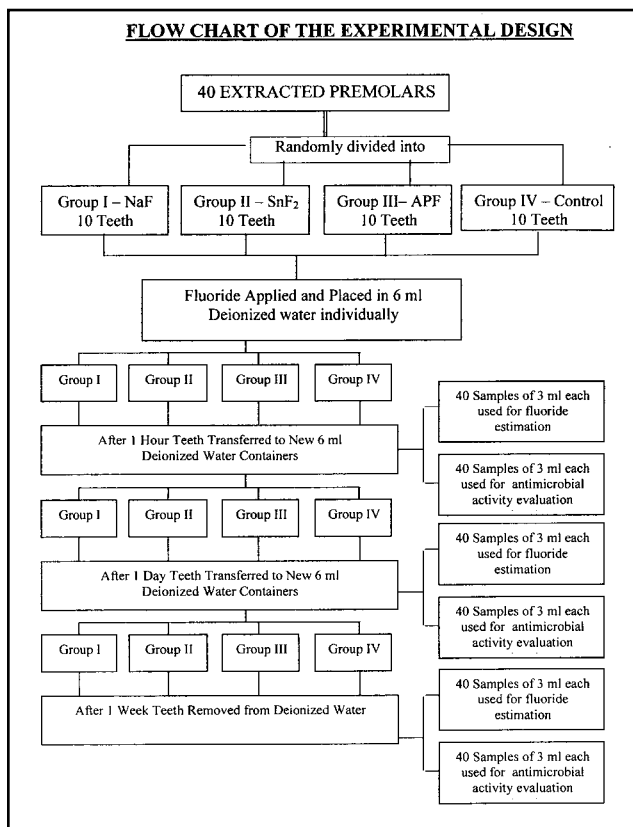 FLOW CHART OF THE EXPERIMENTAL DESIGN
40 EXTRACTED PREMOLARS
Randomly divided into
Group I – NaF
10 Teeth
Group II – SnF₂
10 Teeth
Group III– APF
10 Teeth
Group IV – Control
10 Teeth
Fluoride Applied and Placed in 6 ml
Deionized water individually
Group I
Group II
Group III
Group IV
After 1 Hour Teeth Transferred to New 6 ml
Deionized Water Containers
40 Samples of 3 ml each
used for fluoride
estimation
40 Samples of 3 ml each
used for antimicrobial
activity evaluation
Group I
Group II
Group III
Group IV
After 1 Day Teeth Transferred to New 6 ml
Deionized Water Containers
40 Samples of 3 ml each
used for fluoride
estimation
40 Samples of 3 ml each
used for antimicrobial
activity evaluation
Group I
Group II
Group III
Group IV
After 1 Week Teeth Removed from Deionized Water
40 Samples of 3 ml each
used for fluoride
estimation
40 Samples of 3 ml each
used for antimicrobial
activity evaluation